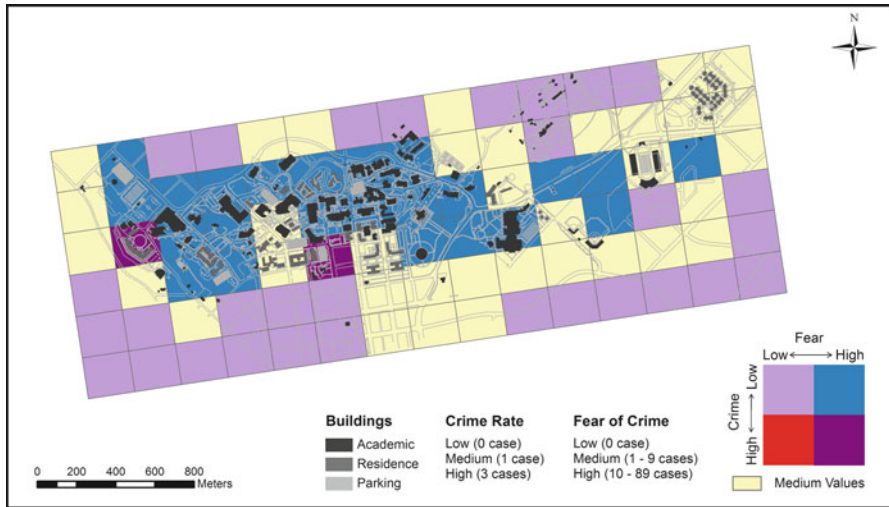 N
Fear
Low High
Crime
Low
High
Buildings
Academic
Residence
Parking
Crime Rate
Low (0 case)
Medium (1 case)
High (3 cases)
Fear of Crime
Low (0 case)
Medium (1 - 9 cases)
High (10 - 89 cases)
Medium Values
0 200 400 600 800
Meters